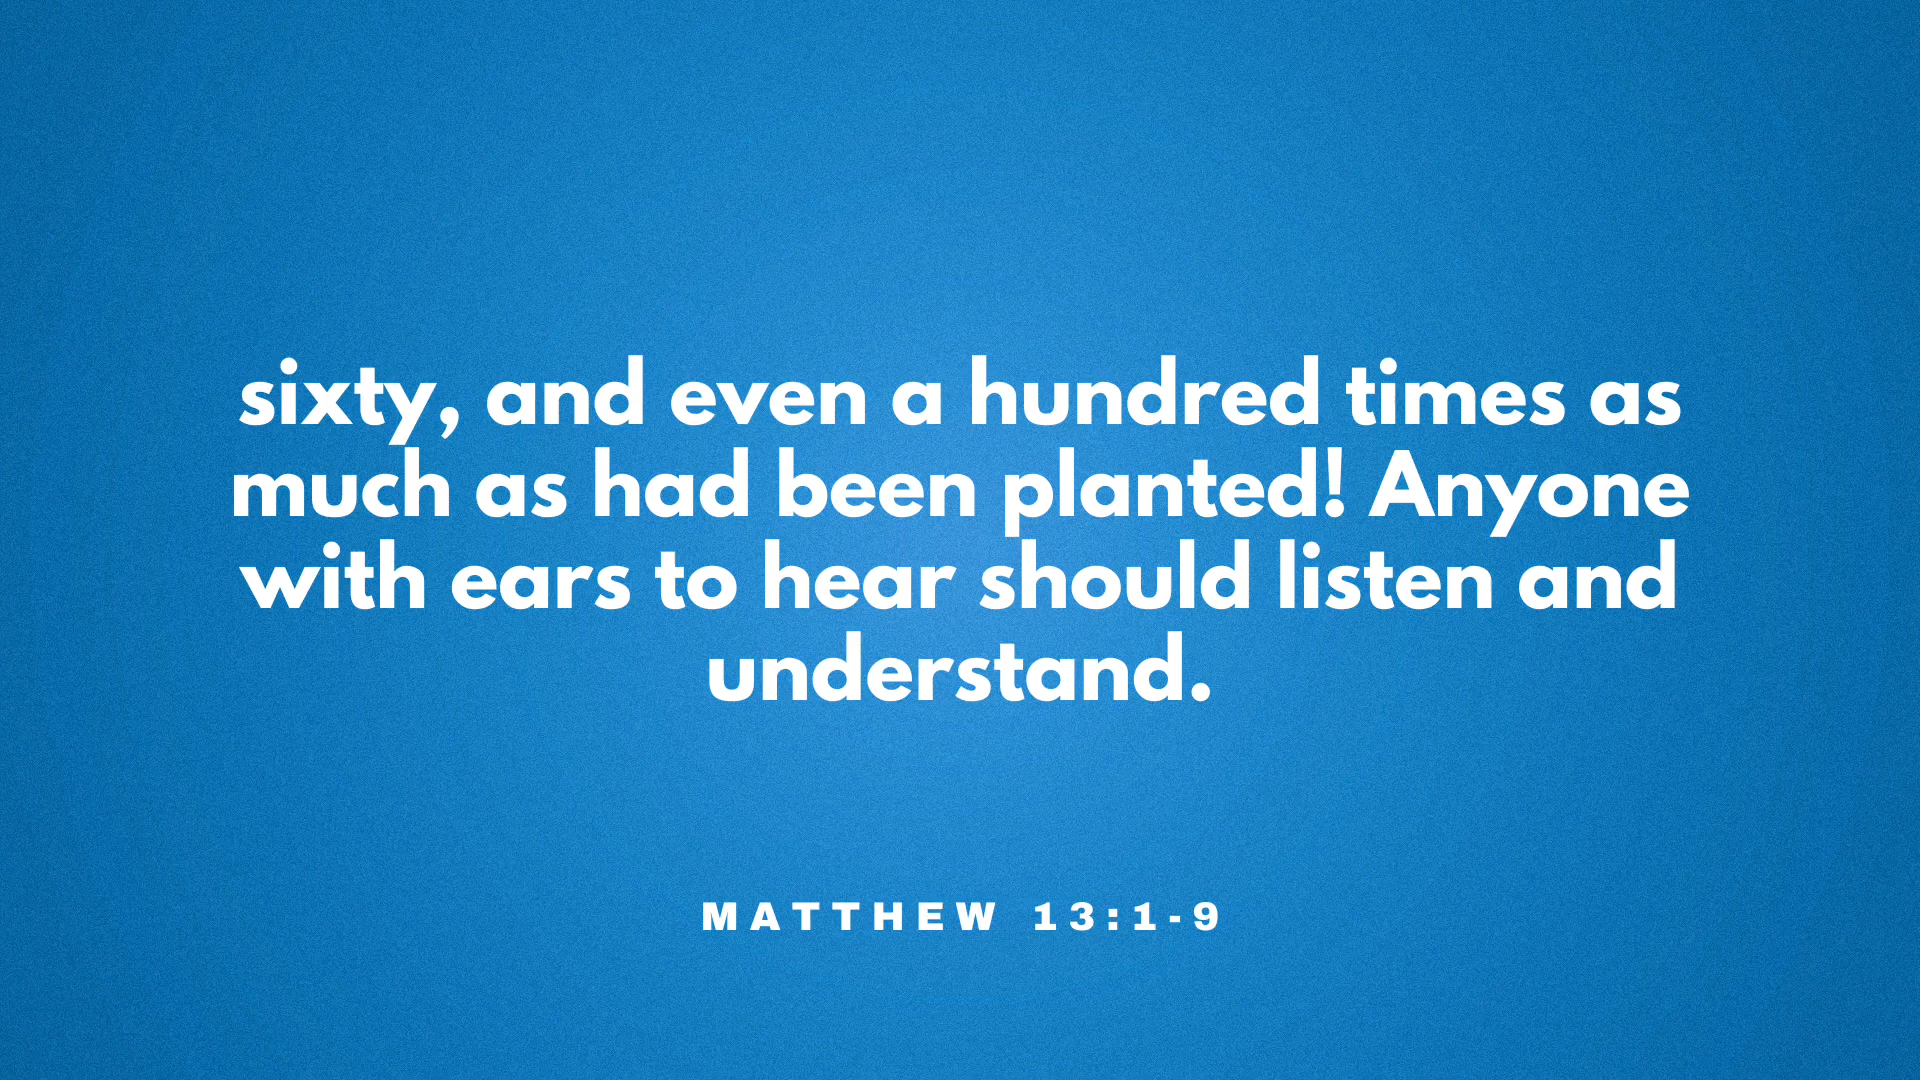 sixty, and even a hundred times as
much as had been planted! Anyone
with ears to hear should listen and
understand.
MATTHEW 13:1-9